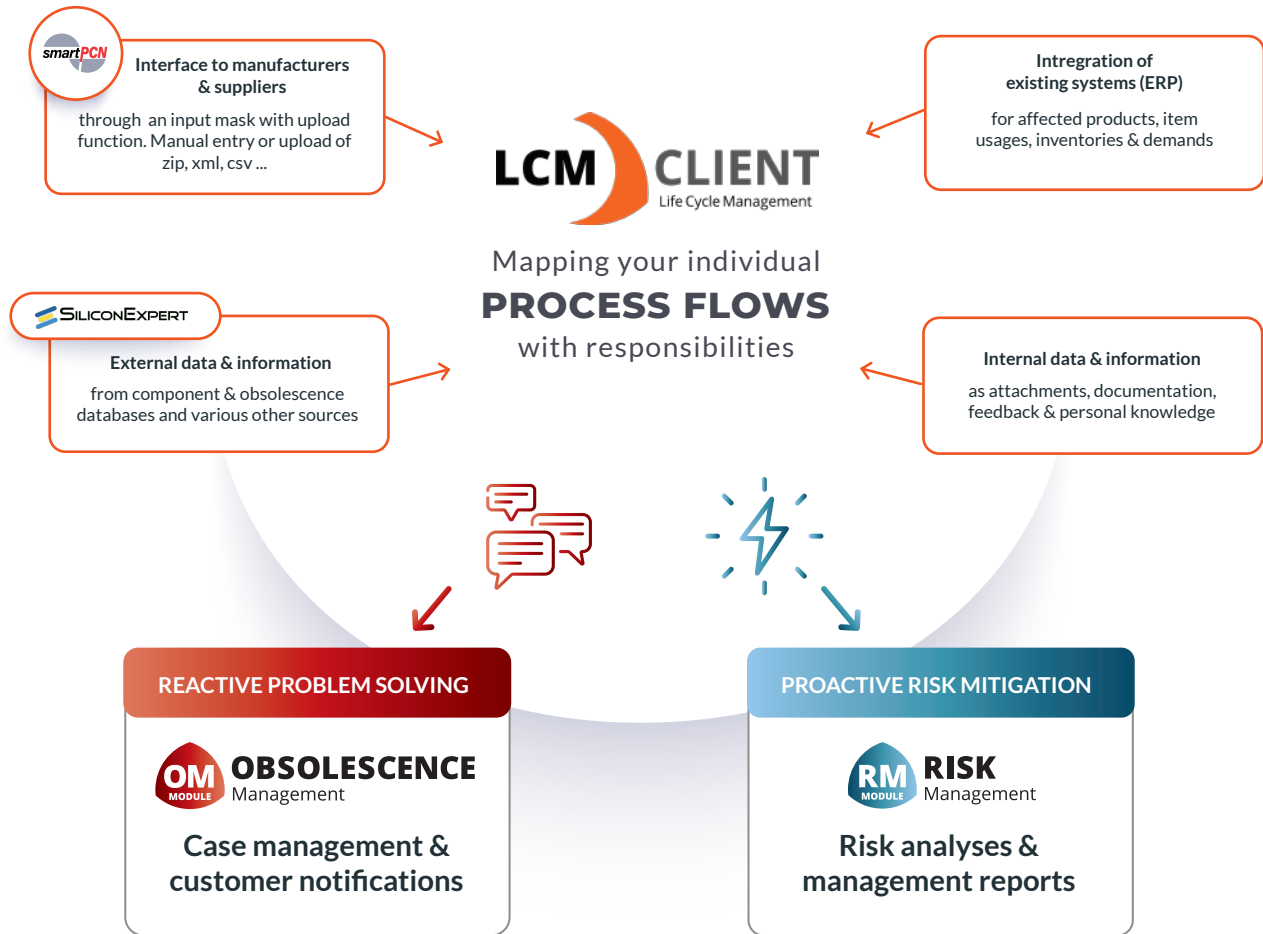 smartPCN
Interface to manufacturers
& suppliers
through an input mask with upload
function. Manual entry or upload of
zip, xml, csv ...
Intregration of
existing systems (ERP)
for affected products, item
usages, inventories & demands
LCM CLIENT
Life Cycle Management
Mapping your individual
PROCESS FLOWS
with responsibilities
SILICONEXPERT
External data & information
from component & obsolescence
databases and various other sources
Internal data & information
as attachments, documentation,
feedback & personal knowledge
REACTIVE PROBLEM SOLVING
OM
MODULE
OBSOLESCENCE
Management
Case management &
customer notifications
PROACTIVE RISK MITIGATION
RM
MODULE
RISK
Management
Risk analyses &
management reports